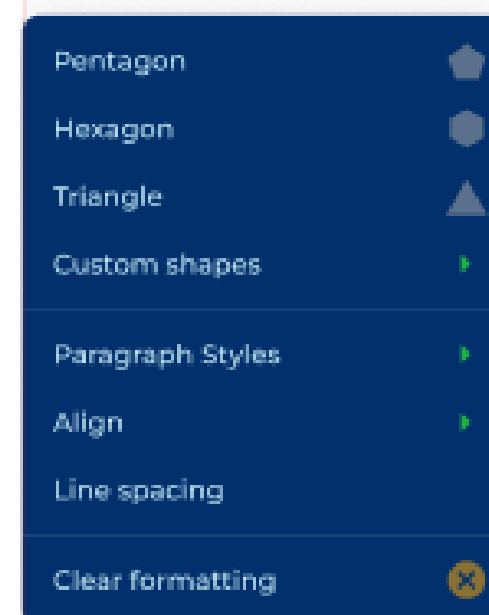 Pentagon
Hexagon
Triangle
Custom shapes
Paragraph Styles
Align
Line spacing
Clear formatting